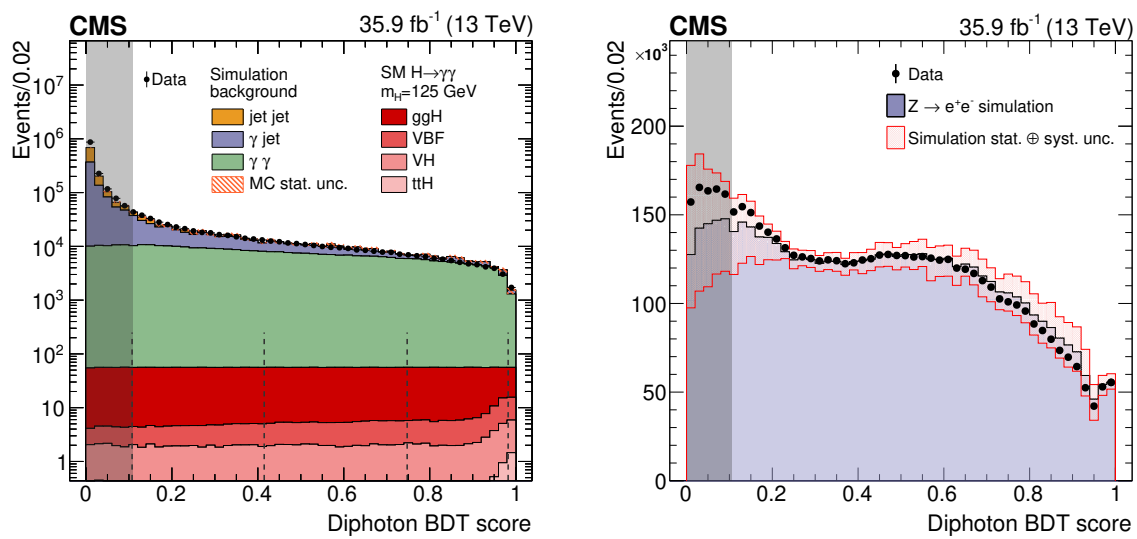 CMS 35.9 fb⁻¹ (13 TeV)
Events/0.02
10⁷
10⁶
10⁵
10⁴
10³
10²
10
1
Data
Simulation
background
jet jet
γ jet
γ γ
MC stat. unc.
SM H→γγ
m_H=125 GeV
ggH
VBF
VH
ttH
0 0.2 0.4 0.6 0.8 1
Diphoton BDT score
CMS 35.9 fb⁻¹ (13 TeV)
×10³
Events/0.02
200
150
100
50
0
Data
Z → e⁺e⁻ simulation
Simulation stat. ⊕ syst. unc.
0 0.2 0.4 0.6 0.8 1
Diphoton BDT score